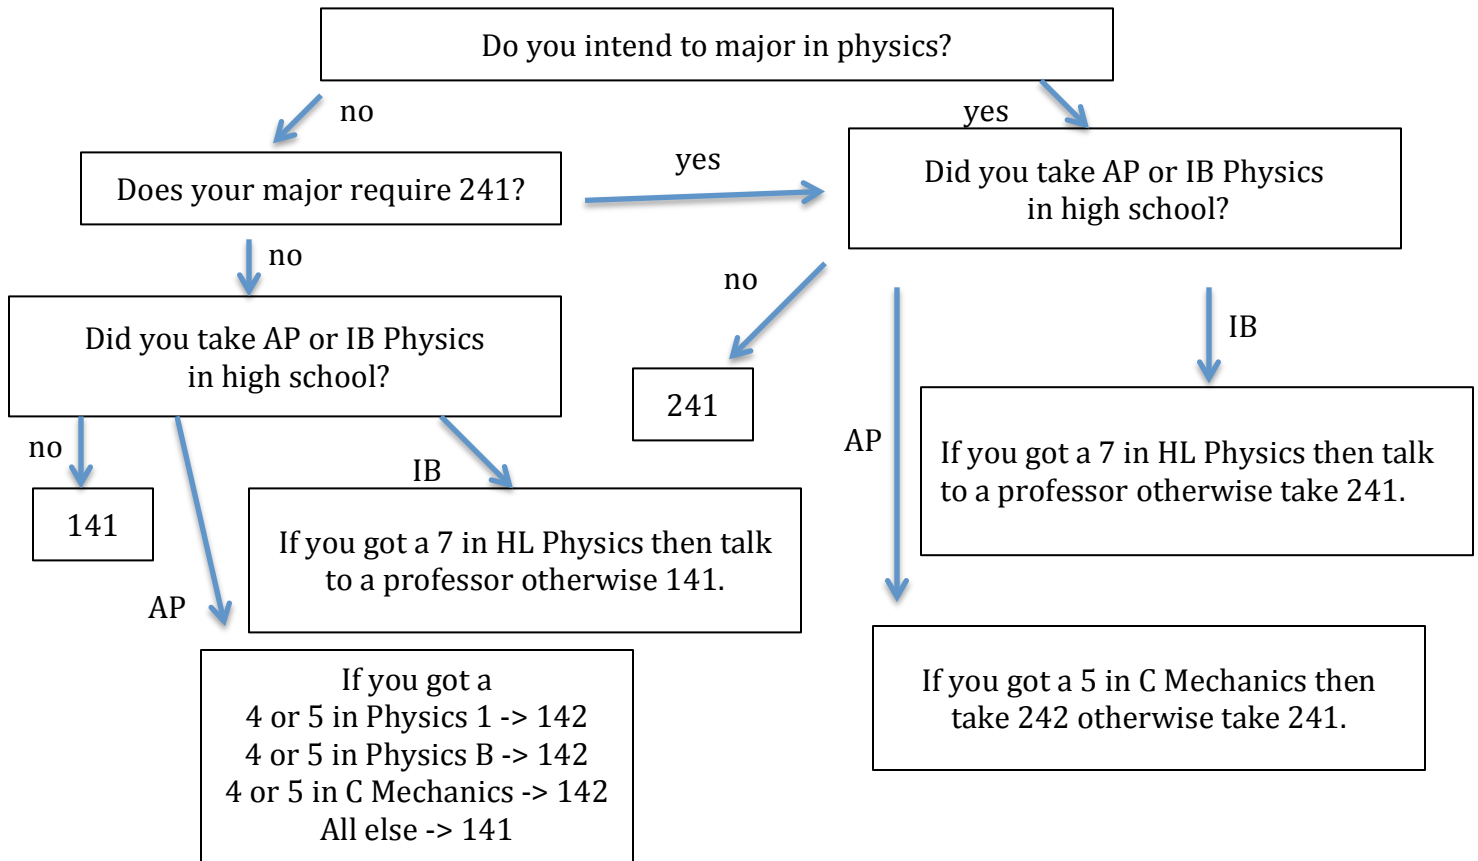 Do you intend to major in physics?
no
yes
Does your major require 241?
yes
Did you take AP or IB Physics
in high school?
no
no
IB
Did you take AP or IB Physics
in high school?
241
AP
no
IB
If you got a 7 in HL Physics then talk
to a professor otherwise take 241.
141
If you got a 7 in HL Physics then talk
to a professor otherwise 141.
AP
If you got a
4 or 5 in Physics 1 -> 142
4 or 5 in Physics B -> 142
4 or 5 in C Mechanics -> 142
All else -> 141
If you got a 5 in C Mechanics then
take 242 otherwise take 241.